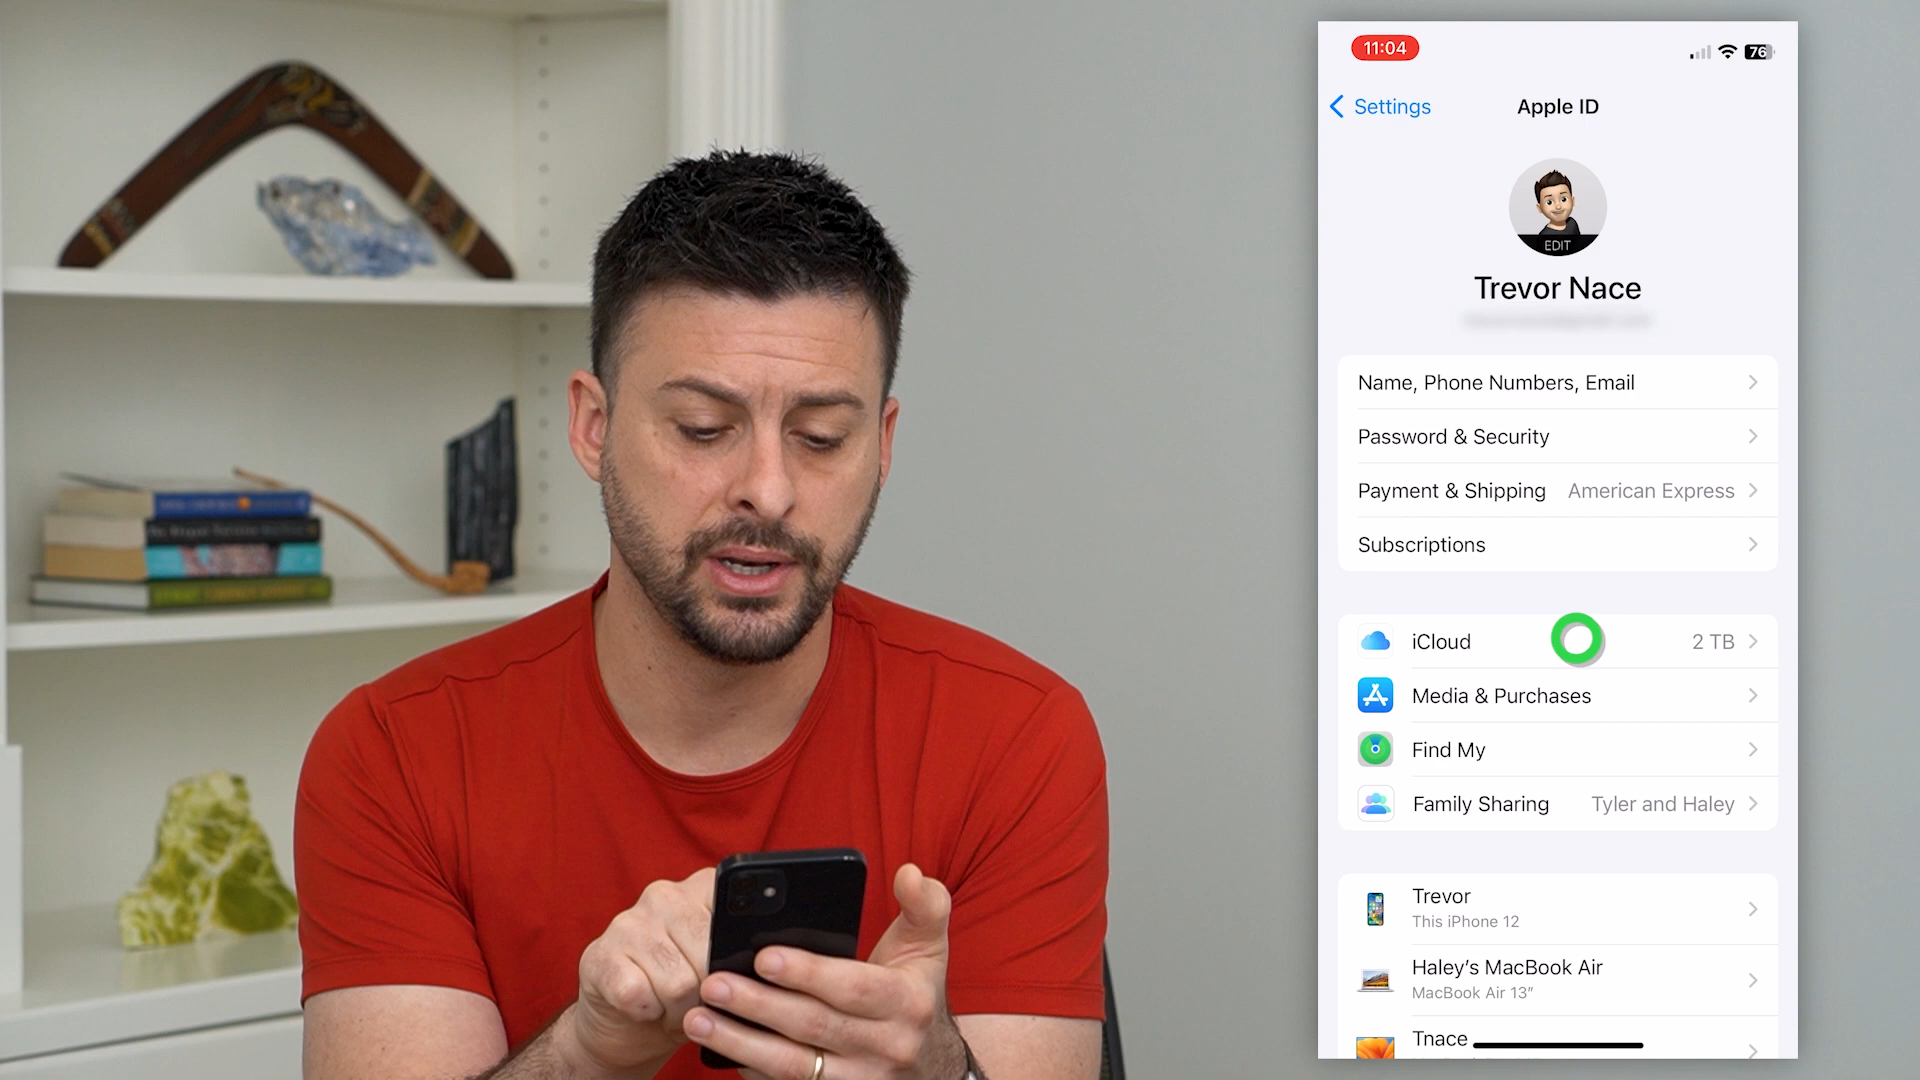 11:04
76
Settings
Apple ID
EDIT
Trevor Nace
Name, Phone Numbers, Email
Password & Security
Payment & Shipping American Express
Subscriptions
iCloud 2 TB
Media & Purchases
Find My
Family Sharing Tyler and Haley
Trevor
This iPhone 12
Haley's MacBook Air
MacBook Air 13"
Tnace